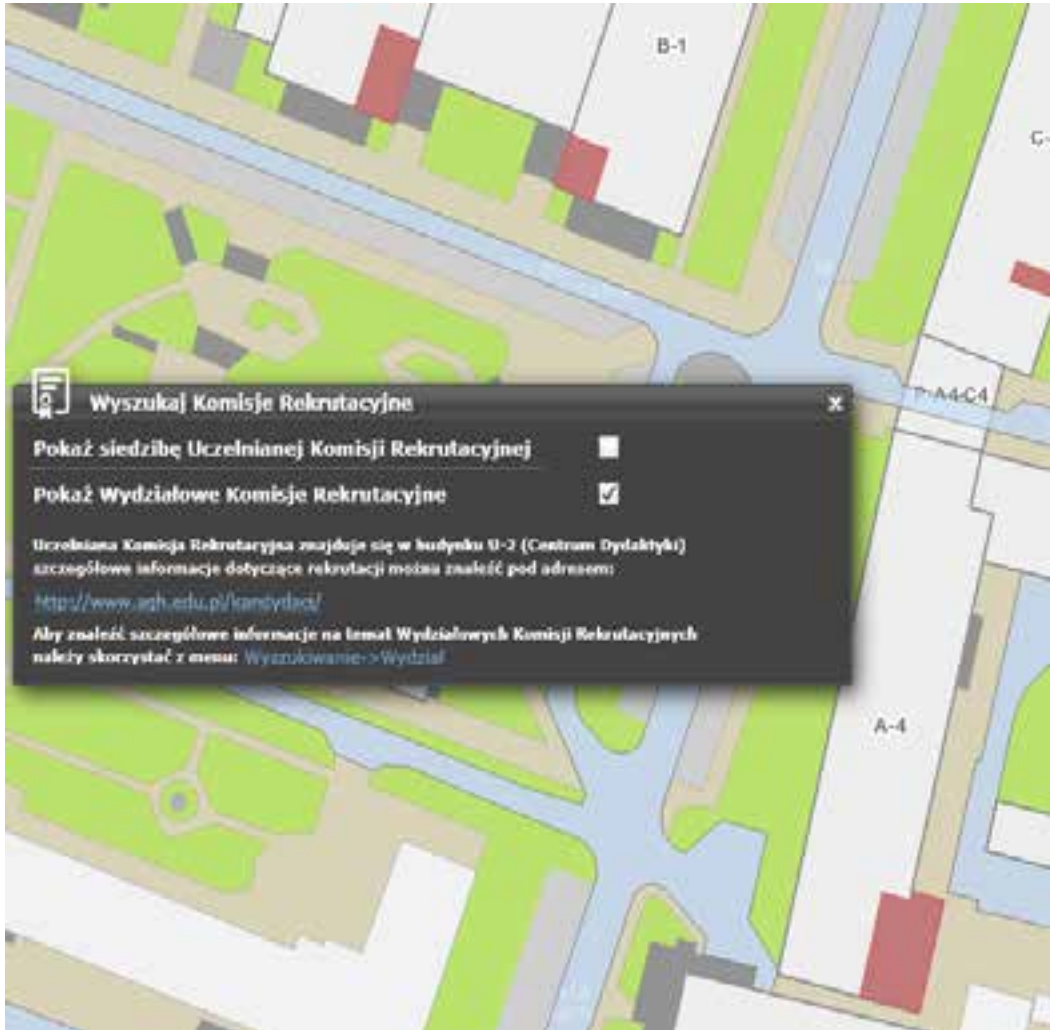 B-1
C-
P-A4-C4
Wyszukaj Komisje Rekrutacyjne
x
Pokaż siedzibę Uczelnianej Komisji Rekrutacyjnej
Pokaż Wydziałowe Komisje Rekrutacyjne
Uczelniana Komisja Rekrutacyjna znajduje się w budynku U-2 (Centrum Dydaktyki)
szczegółowe informacje dotyczące rekrutacji można znaleźć pod adresem:
http://www.agh.edu.pl/kandydaci/
Aby znaleźć szczegółowe informacje na temat Wydziałowych Komisji Rekrutacyjnych
należy skorzystać z menu: Wyszukiwanie->Wydział
A-4